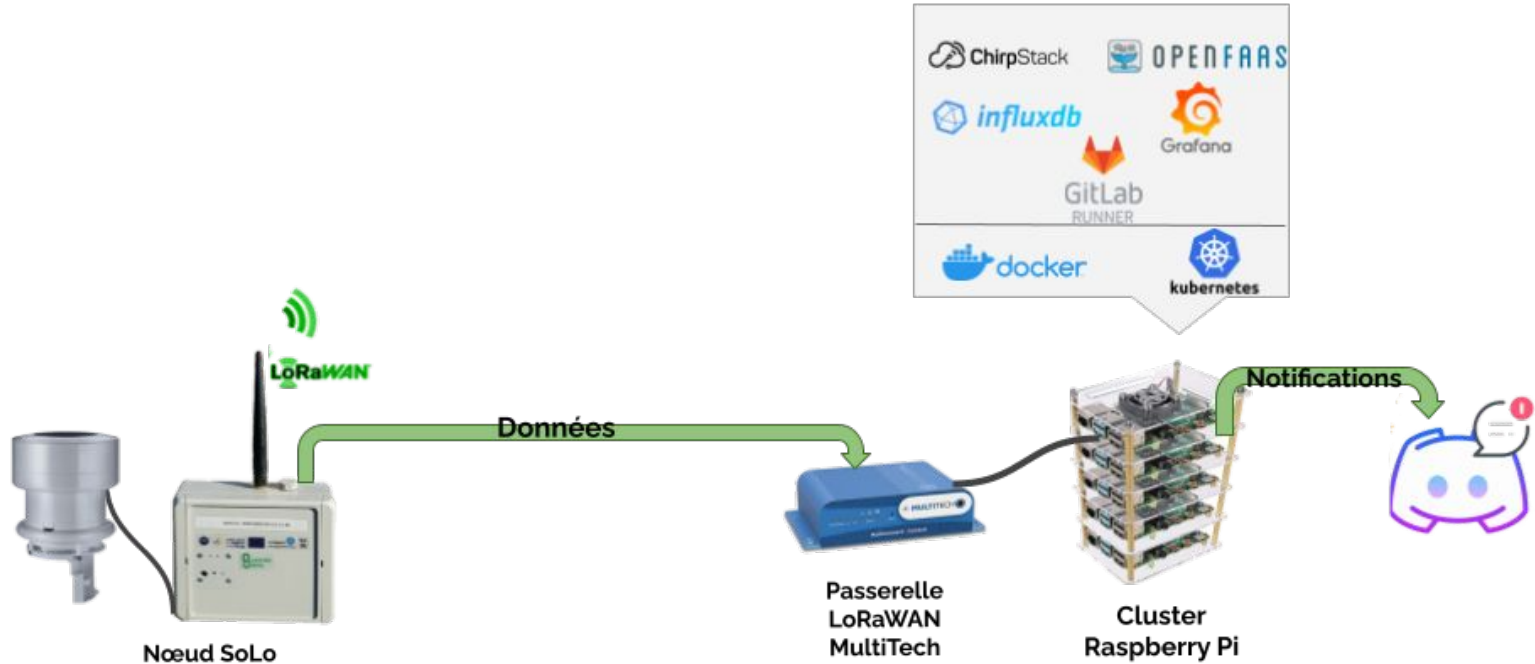 ChirpStack
OPENFAAS
influxdb
Grafana
GitLab
RUNNER
docker
kubernetes
LoRaWAN
Notifications
Données
MULTITECH
Passerelle
LoRaWAN
MultiTech
Cluster
Raspberry Pi
Nœud SoLo